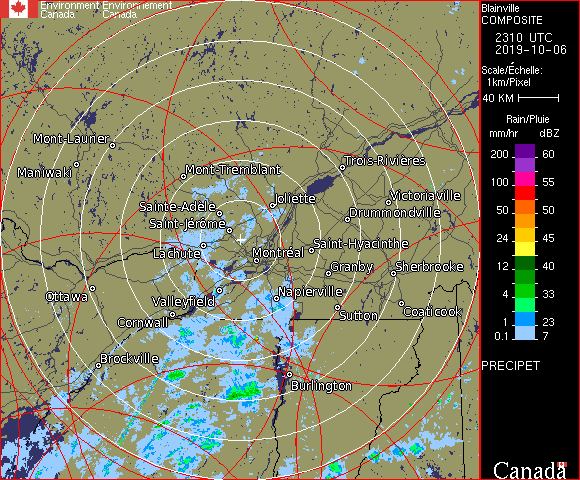 Environment Environnement
Canada Canada
Blainville
COMPOSITE
2310 UTC
2019-10-06
Scale/Échelle:
1km/Pixel
40 KM
Rain/Pluie
mm/hr dBZ
200 60
100 55
50 50
24 45
12 40
4 33
1 23
0.1 7
PRECIPET
Canada
Mont-Laurier
Maniwaki
Mont-Tremblant
Trois-Rivières
Sainte-Adèle
Joliette
Victoriaville
Drummondville
Saint-Jérôme
Lachute
Montréal
Saint-Hyacinthe
Granby
Sherbrooke
Ottawa
Valleyfield
Napierville
Cornwall
Sutton
Coaticook
Brockville
Burlington